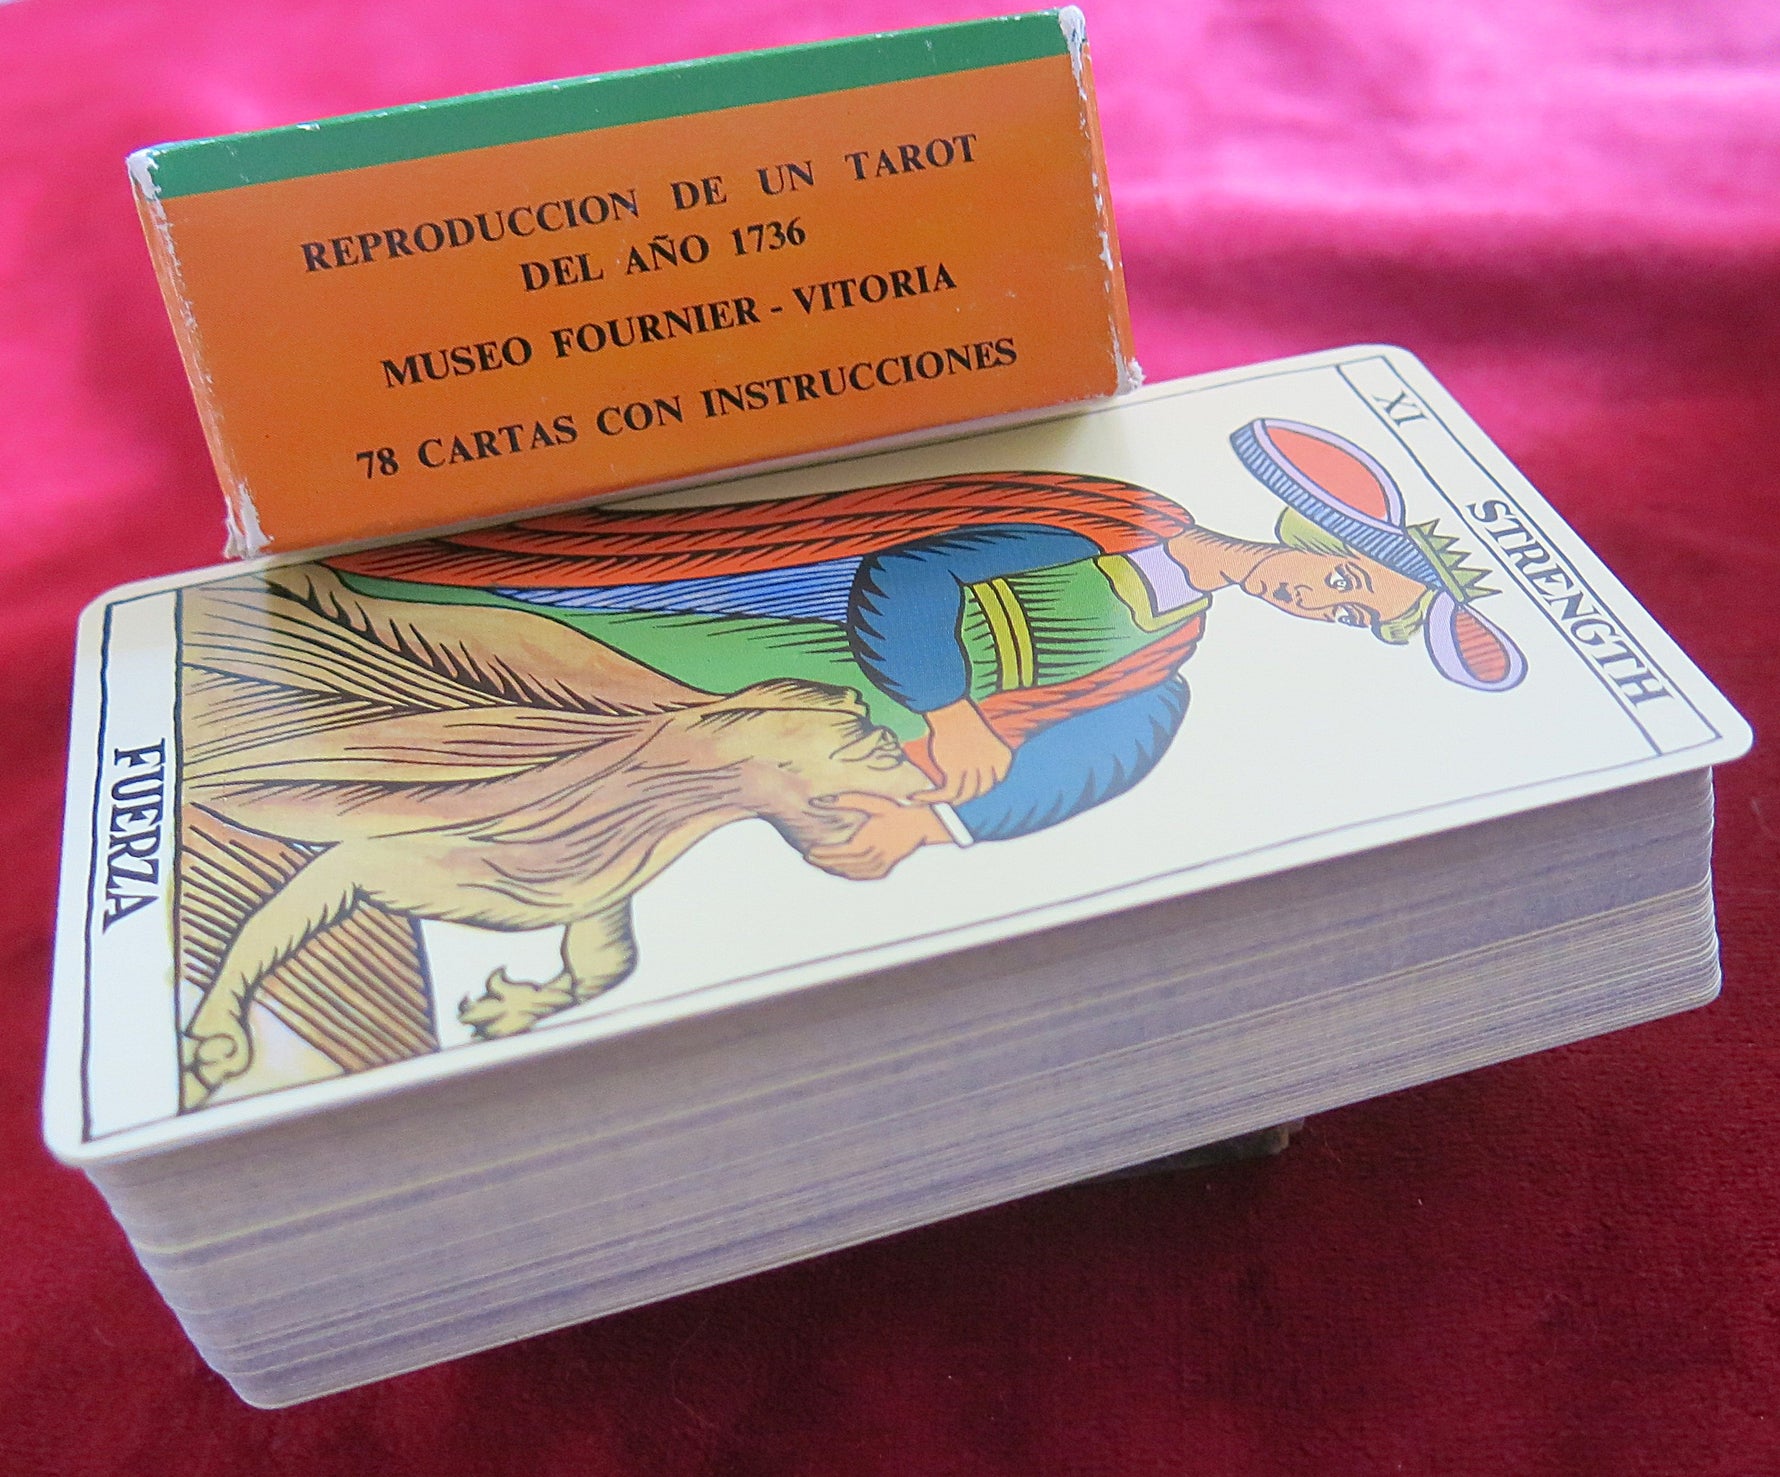 REPRODUCCION DE UN TAROT
DEL AÑO 1736
MUSEO FOURNIER - VITORIA
78 CARTAS CON INSTRUCCIONES
XI
STRENGTH
FUERZA